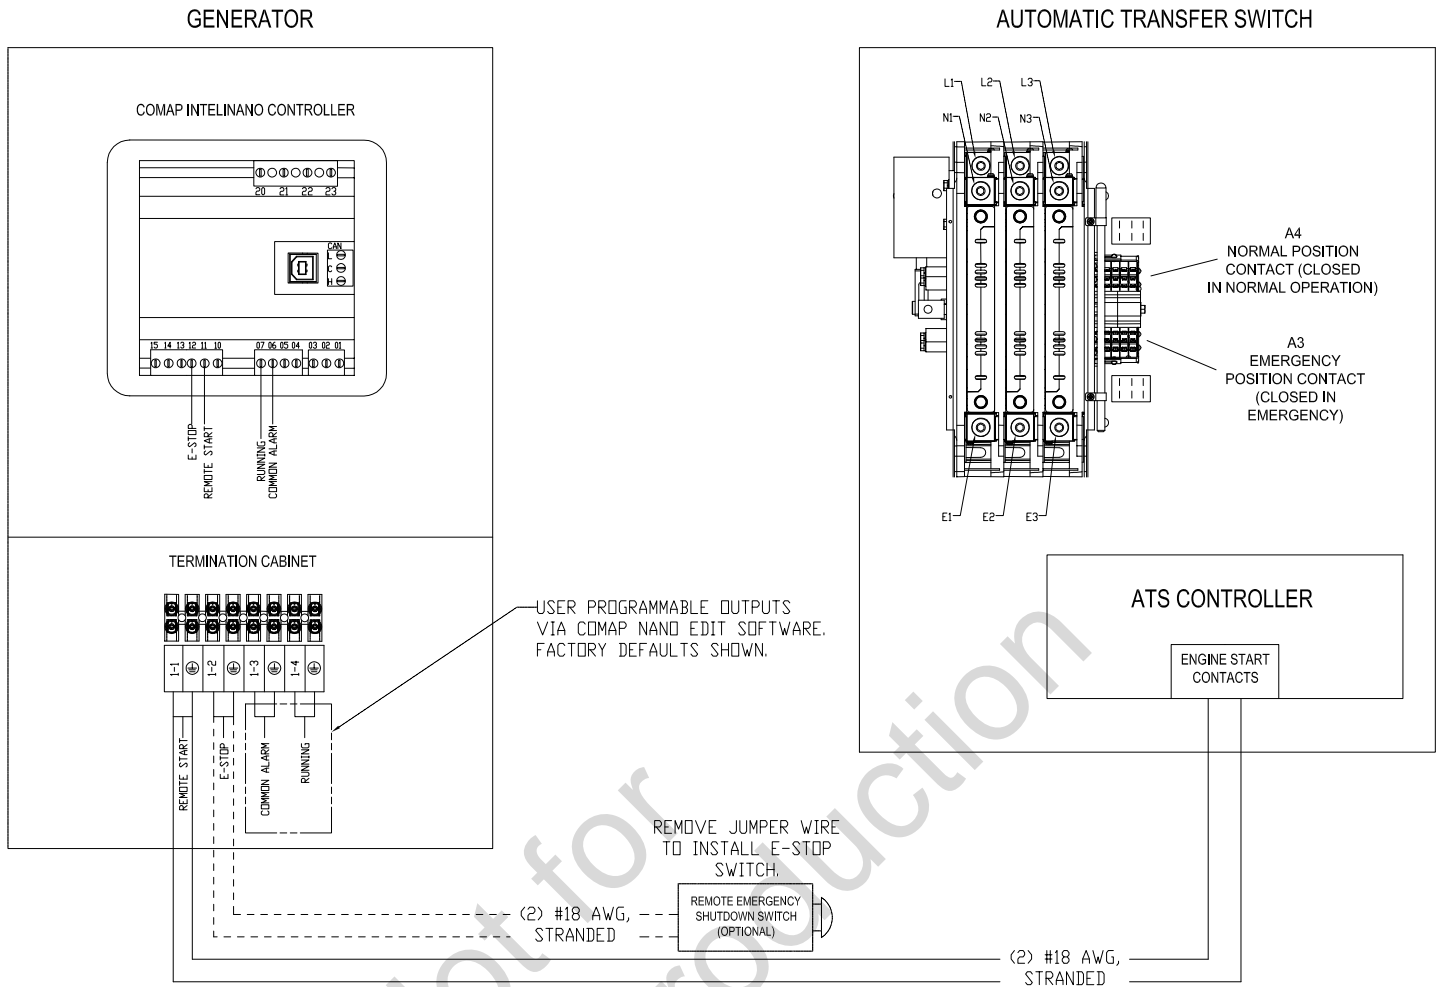 GENERATOR
AUTOMATIC TRANSFER SWITCH
COMAP INTELINANO CONTROLLER
20 21 22 23
CAN
L
C
H
15 14 13 12 11 10 07 06 05 04 03 02 01
E-STOP
REMOTE START
RUNNING
COMMON ALARM
L1 L2 L3
N1 N2 N3
A4
NORMAL POSITION
CONTACT (CLOSED
IN NORMAL OPERATION)
A3
EMERGENCY
POSITION CONTACT
(CLOSED IN
EMERGENCY)
E1 E2 E3
TERMINATION CABINET
1-1 1-2 1-3 1-4
REMOTE START
E-STOP
COMMON ALARM
RUNNING
USER PROGRAMMABLE OUTPUTS
VIA COMAP NANO EDIT SOFTWARE.
FACTORY DEFAULTS SHOWN.
ATS CONTROLLER
ENGINE START
CONTACTS
REMOVE JUMPER WIRE
TO INSTALL E-STOP
SWITCH.
REMOTE EMERGENCY
SHUTDOWN SWITCH
(OPTIONAL)
(2) #18 AWG,
STRANDED
(2) #18 AWG,
STRANDED
ot for
roduction